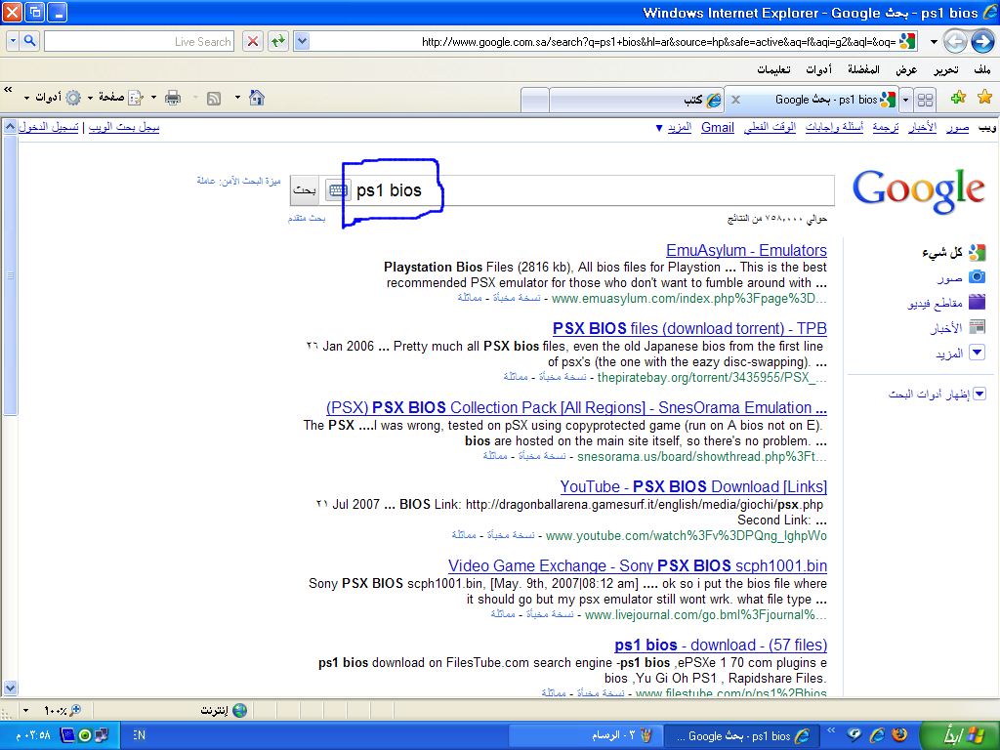 ps1 bios - بحث Google - Windows Internet Explorer
http://www.google.com.sa/search?q=ps1+bios&hl=ar&source=hp&safe=active&aq=f&aqi=g2&aql=&oq=
Live Search
ملف تحرير عرض المفضلة أدوات تعليمات
ps1 bios - بحث Google
كتب
صفحة
أدوات
ويب صور الأخبار ترجمة أسئلة وإجابات الوقت الفعلي Gmail المزيد ▼
سجل بحث الويب | تسجيل الدخول
Google
ps1 bios
بحث
ميزة البحث الآمن: عاملة
حوالي ٧٥٨,٠٠٠ من النتائج
بحث متقدم
كل شيء
صور
مقاطع فيديو
الأخبار
المزيد
إظهار أدوات البحث
EmuAsylum - Emulators
Playstation Bios Files (2816 kb), All bios files for Playstion ... This is the best
recommended PSX emulator for those who don't want to fumble around with ...
www.emuasylum.com/index.php%3Fpage%3D... - نسخة مخبأة - مماثلة
PSX BIOS files (download torrent) - TPB
٢٦ Jan 2006 ... Pretty much all PSX bios files, even the old Japanese bios from the first line
of psx's (the one with the eazy disc-swapping). ...
thepiratebay.org/torrent/3435955/PSX_... - نسخة مخبأة - مماثلة
(PSX) PSX BIOS Collection Pack [All Regions] - SnesOrama Emulation ...
The PSX ....I was wrong, tested on pSX using copyprotected game (run on A bios not on E).
bios are hosted on the main site itself, so there's no problem. ...
snesorama.us/board/showthread.php%3Ft... - نسخة مخبأة - مماثلة
YouTube - PSX BIOS Download [Links]
٢١ Jul 2007 ... BIOS Link: http://dragonballarena.gamesurf.it/english/media/giochi/psx.php
Second Link: ...
www.youtube.com/watch%3Fv%3DPQng_lghpWo - نسخة مخبأة - مماثلة
Video Game Exchange - Sony PSX BIOS scph1001.bin
Sony PSX BIOS scph1001.bin, [May. 9th, 2007|08:12 am] .... ok so i put the bios file where
it should go but my psx emulator still wont wrk. what file type ...
www.livejournal.com/go.bml%3Fjournal%... - نسخة مخبأة - مماثلة
ps1 bios - download - (57 files)
ps1 bios download on FilesTube.com search engine -ps1 bios ,ePSXe 1 70 com plugins e
bios ,Yu Gi Oh PS1 , Rapidshare Files.
www.filestube.com/p/ps1%2Bbios - نسخة مخبأة - مماثلة
إنترنت
١٠٠%
ابدأ
ps1 bios - بحث Google ...
٣ - الرسام
EN
٠٣:٥٨ م